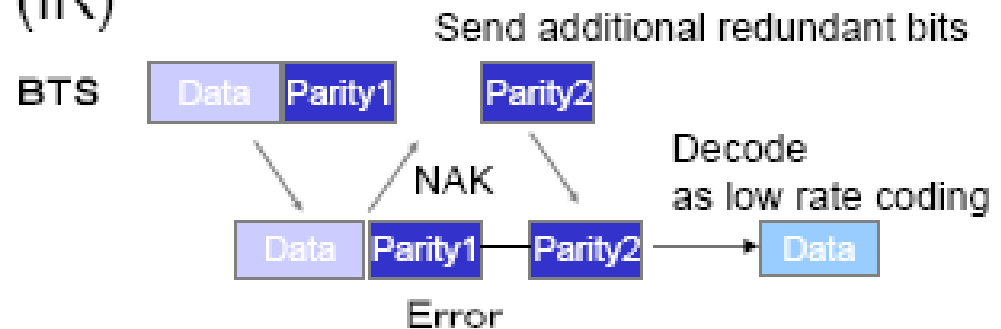 (IR)
Send additional redundant bits
BTS
Data Parity1 Parity2
NAK
Decode
as low rate coding
Data Parity1 Parity2 Data
Error